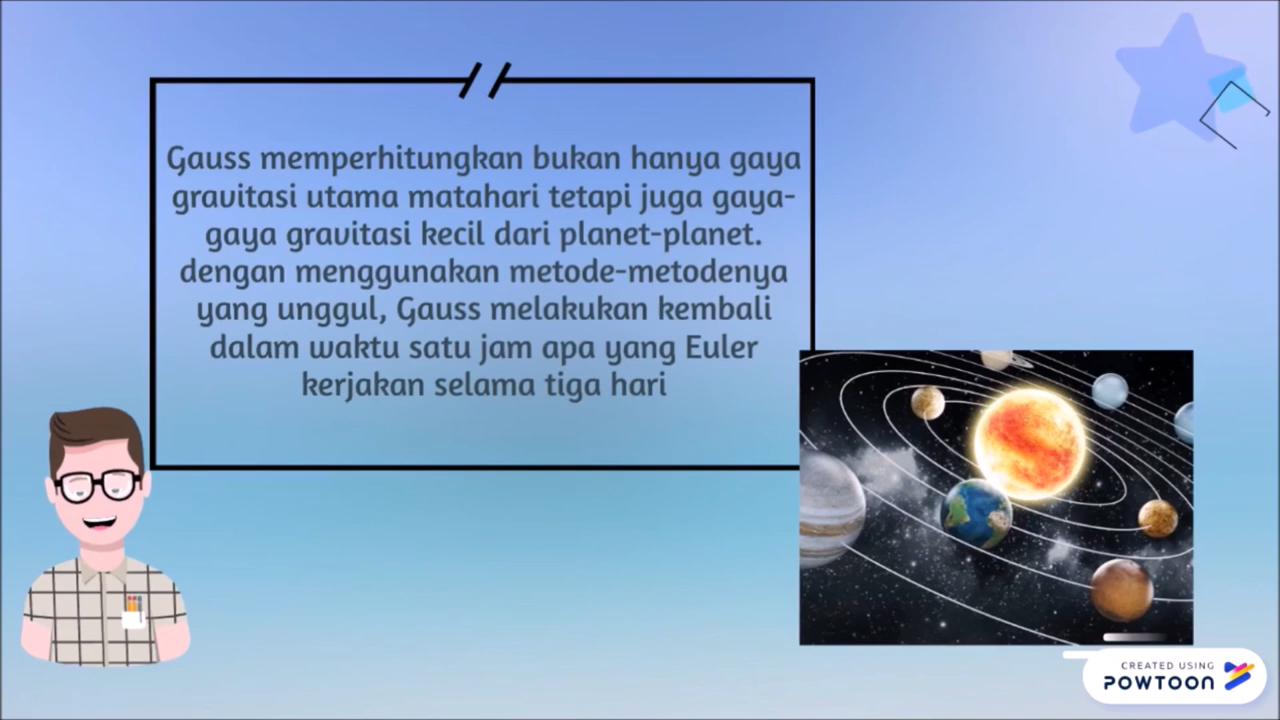 Gauss memperhitungkan bukan hanya gaya
gravitasi utama matahari tetapi juga gaya-
gaya gravitasi kecil dari planet-planet.
dengan menggunakan metode-metodenya
yang unggul, Gauss melakukan kembali
dalam waktu satu jam apa yang Euler
kerjakan selama tiga hari
CREATED USING
POWTOON